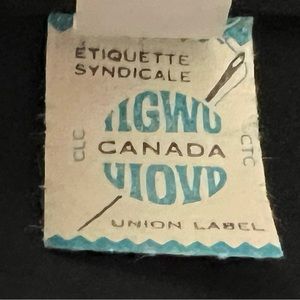 ÉTIQUETTE
SYNDICALE
ILGWU
CLC CANADA CTC
UIOVD
UNION LABEL